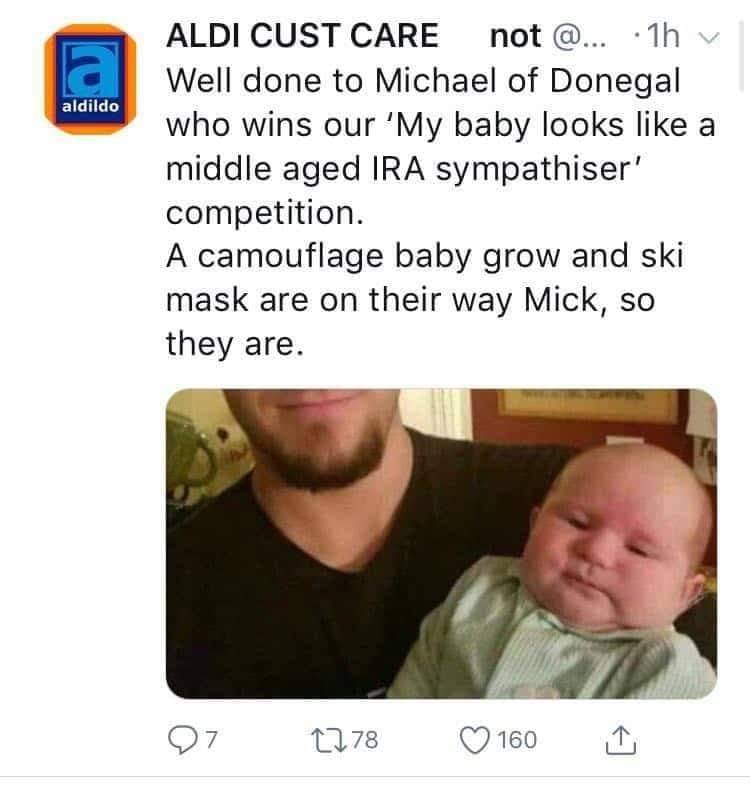 ALDI CUST CARE not @... · 1h
aldildo
Well done to Michael of Donegal
who wins our 'My baby looks like a
middle aged IRA sympathiser'
competition.
A camouflage baby grow and ski
mask are on their way Mick, so
they are.
7 78 160